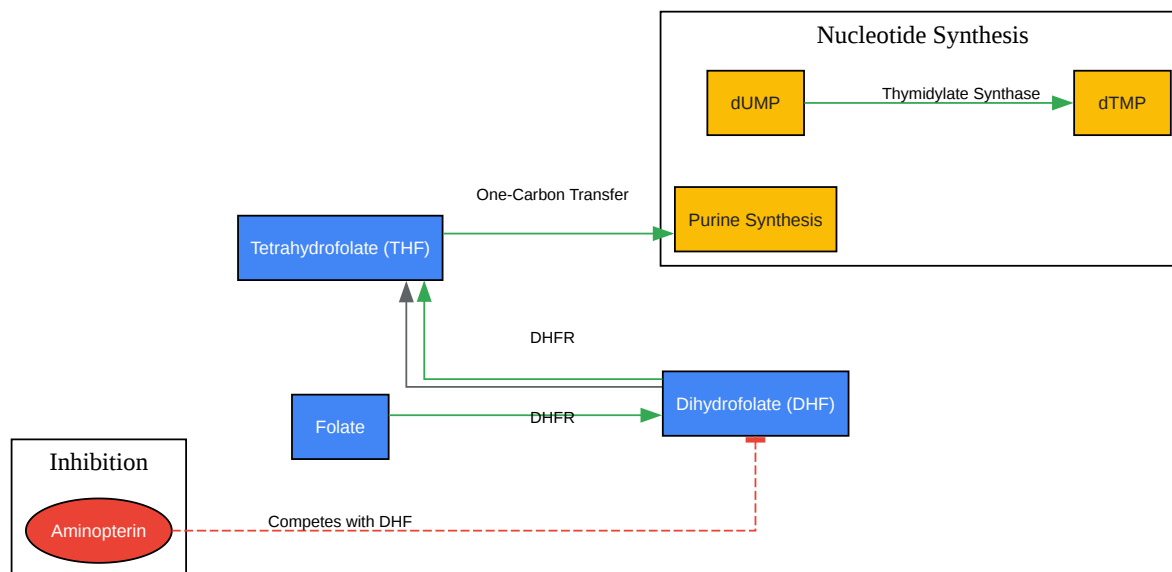 Nucleotide Synthesis
dUMP
Thymidylate Synthase
dTMP
One-Carbon Transfer
Purine Synthesis
Tetrahydrofolate (THF)
DHFR
Dihydrofolate (DHF)
Folate
DHFR
Inhibition
Aminopterin
Competes with DHF